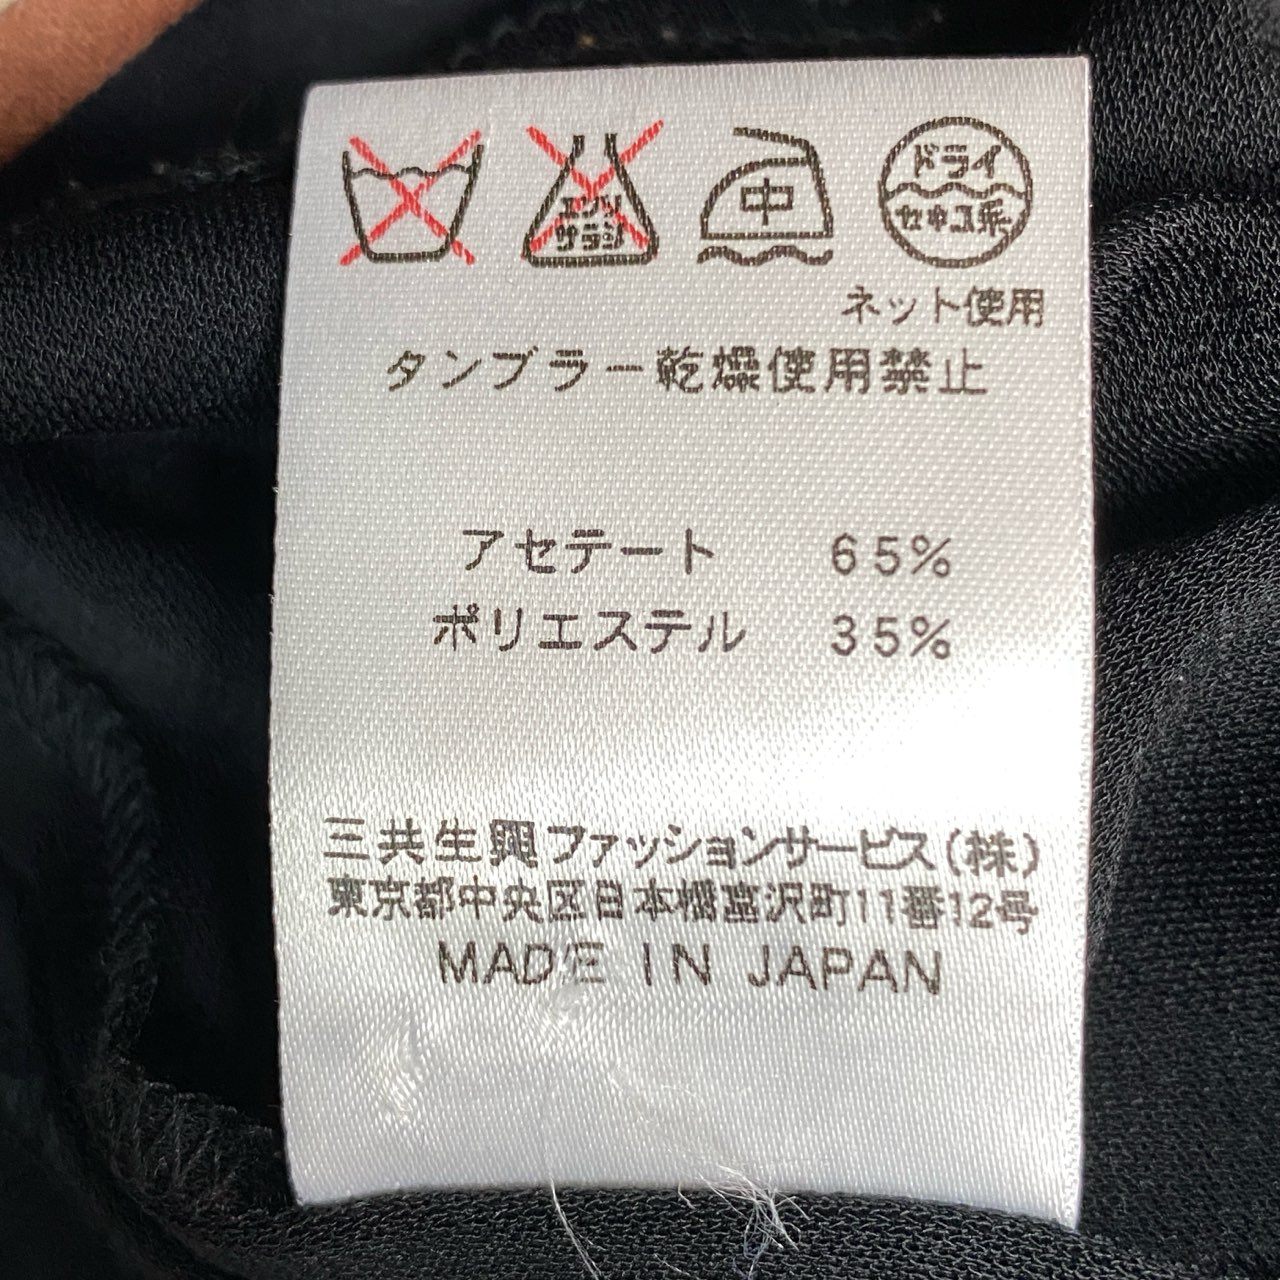 エンソ
サラシ
中
ドライ
セキユ系
ネット使用
タンブラー乾燥使用禁止
アセテート 65%
ポリエステル 35%
三共生興ファッションサービス(株)
東京都中央区日本橋富沢町11番12号
MADE IN JAPAN